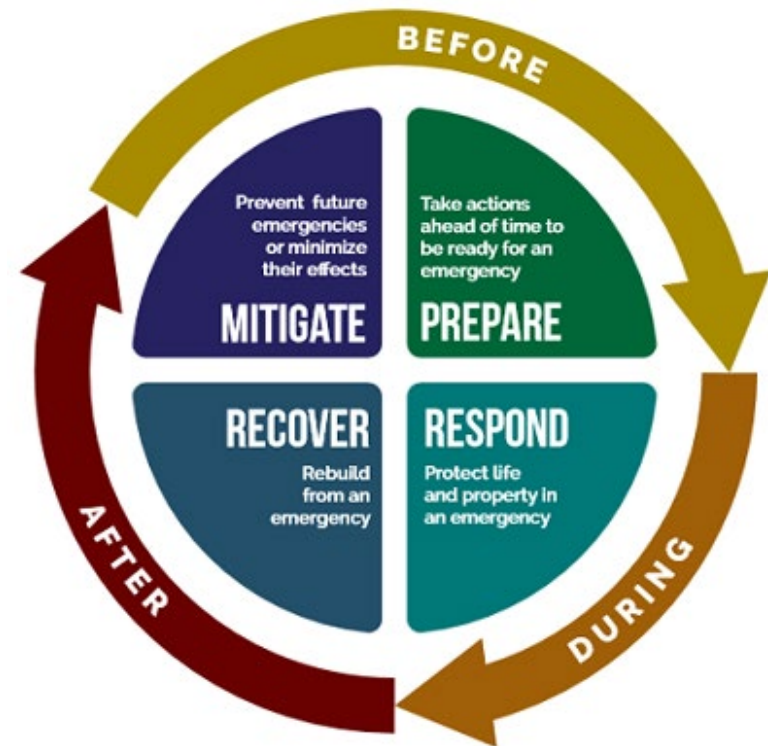 BEFORE
Prevent future
emergencies
or minimize
their effects
MITIGATE
Take actions
ahead of time to
be ready for an
emergency
PREPARE
RECOVER
Rebuild
from an
emergency
RESPOND
Protect life
and property in
an emergency
AFTER
DURING